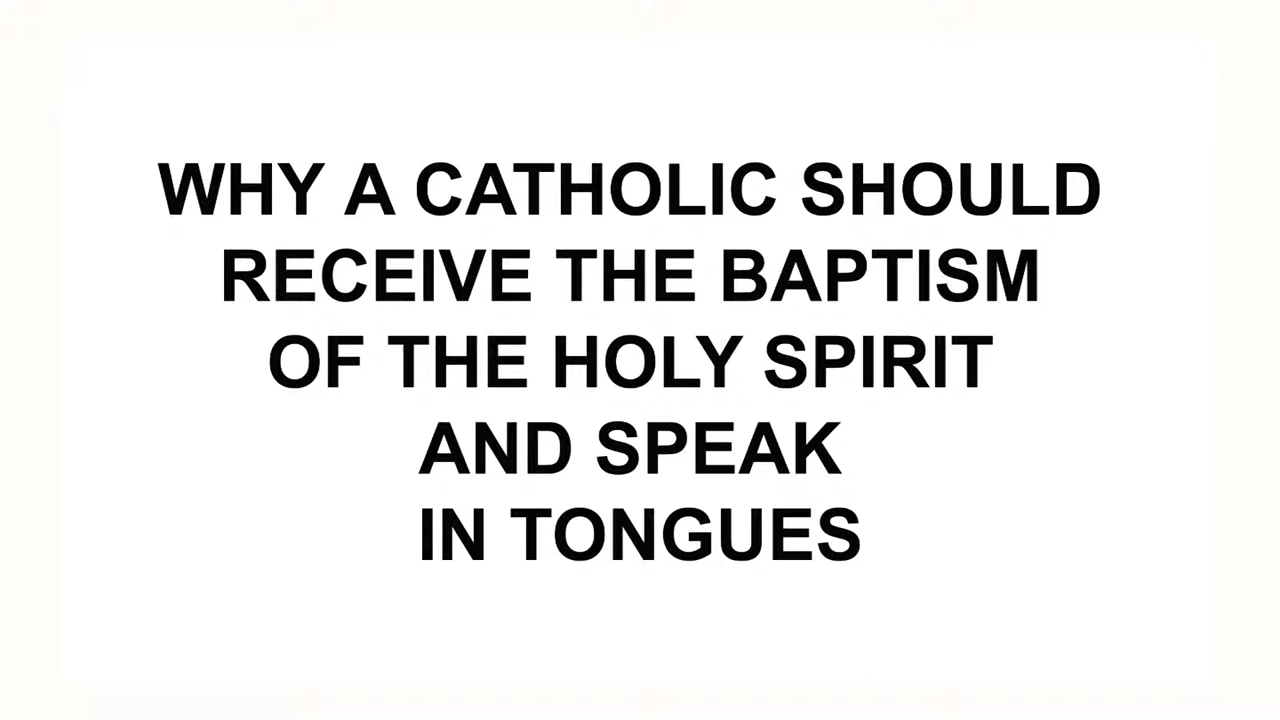 WHY A CATHOLIC SHOULD
RECEIVE THE BAPTISM
OF THE HOLY SPIRIT
AND SPEAK
IN TONGUES